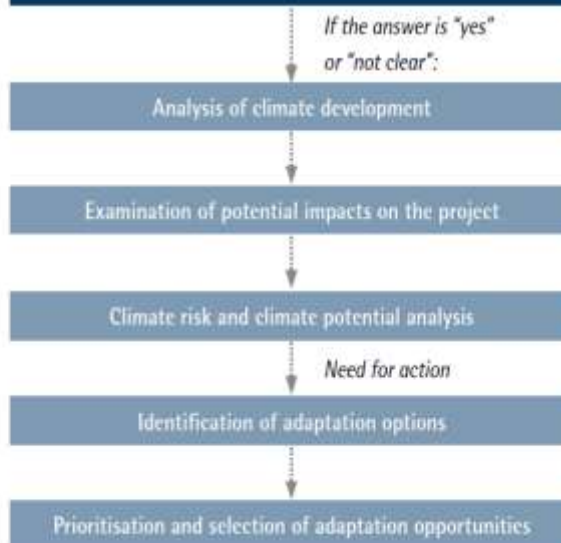 If the answer is "yes"
or "not clear":
Analysis of climate development
Examination of potential impacts on the project
Climate risk and climate potential analysis
Need for action
Identification of adaptation options
Prioritisation and selection of adaptation opportunities